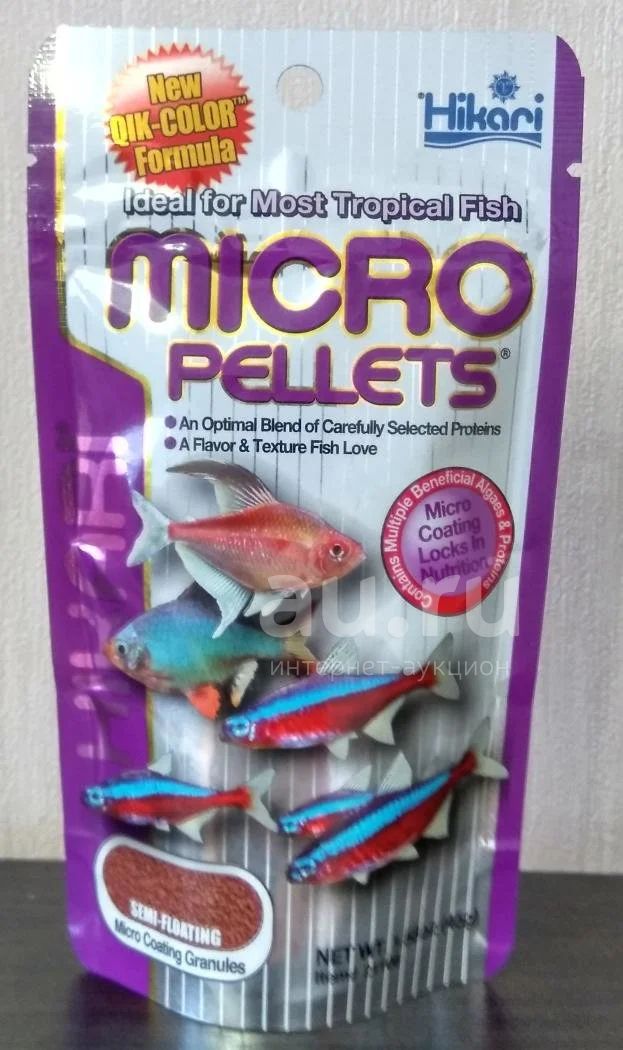 New
QIK-COLOR™
Formula
Hikari
Ideal for Most Tropical Fish
MICRO
PELLETS®
An Optimal Blend of Carefully Selected Proteins
A Flavor & Texture Fish Love
Contains Multiple Beneficial Algaes & Proteins
Micro
Coating
Locks In
Nutrition
HIKARI
au.ru
интернет-аукцион
SEMI-FLOATING
Micro Coating Granules
NET WT.